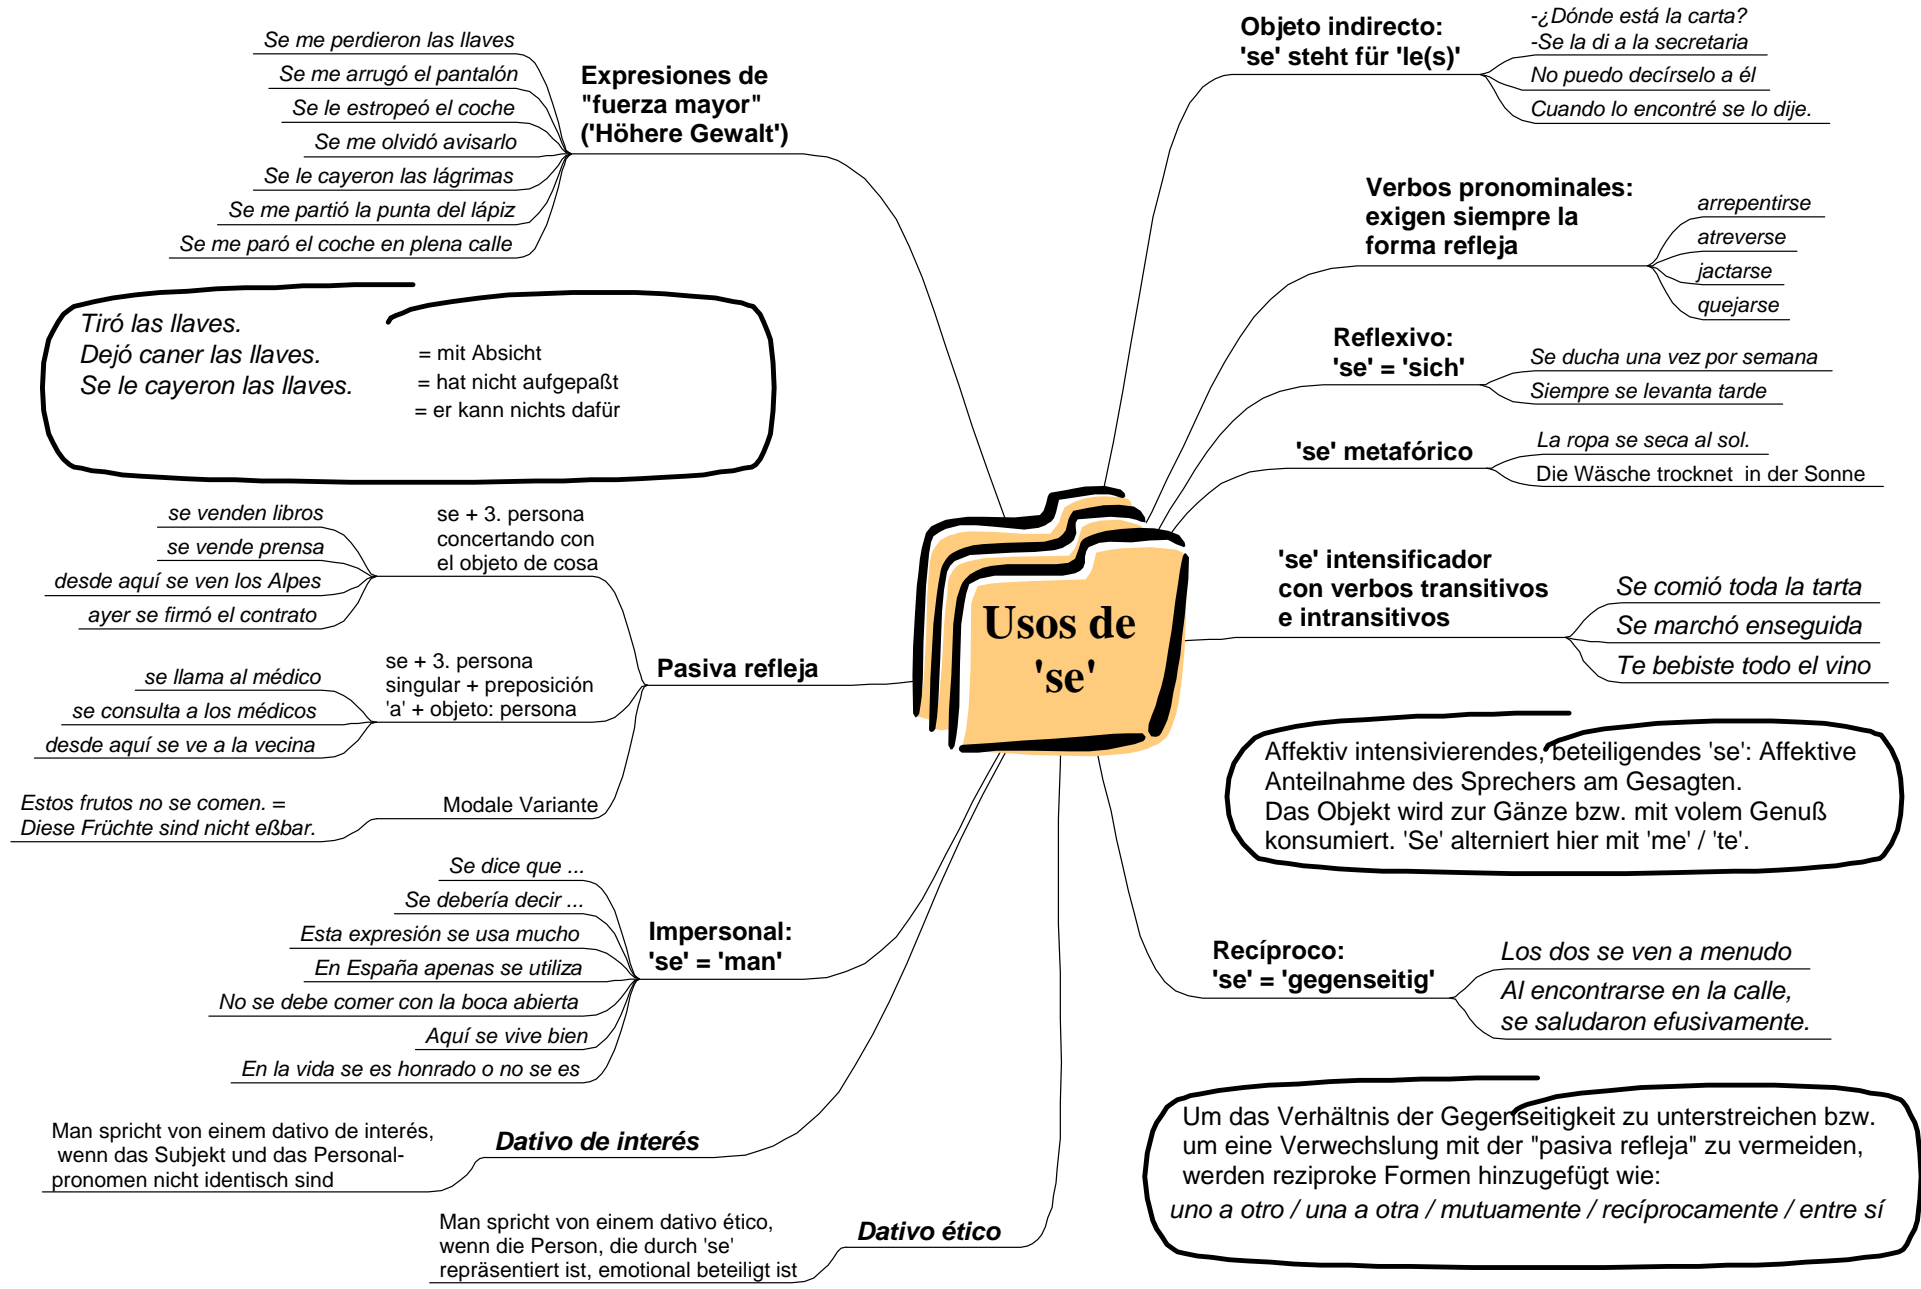 Usos de
'se'
Expresiones de
"fuerza mayor"
('Höhere Gewalt')
Se me perdieron las llaves
Se me arrugó el pantalón
Se le estropeó el coche
Se me olvidó avisarlo
Se le cayeron las lágrimas
Se me partió la punta del lápiz
Se me paró el coche en plena calle
Tiró las llaves.
Dejó caner las llaves.
Se le cayeron las llaves.
= mit Absicht
= hat nicht aufgepaßt
= er kann nichts dafür
Pasiva refleja
se + 3. persona
concertando con
el objeto de cosa
se venden libros
se vende prensa
desde aquí se ven los Alpes
ayer se firmó el contrato
se + 3. persona
singular + preposición
'a' + objeto: persona
se llama al médico
se consulta a los médicos
desde aquí se ve a la vecina
Modale Variante
Estos frutos no se comen. =
Diese Früchte sind nicht eßbar.
Impersonal:
'se' = 'man'
Se dice que ...
Se debería decir ...
Esta expresión se usa mucho
En España apenas se utiliza
No se debe comer con la boca abierta
Aquí se vive bien
En la vida se es honrado o no se es
Dativo de interés
Man spricht von einem dativo de interés,
wenn das Subjekt und das Personal-
pronomen nicht identisch sind
Dativo ético
Man spricht von einem dativo ético,
wenn die Person, die durch 'se'
repräsentiert ist, emotional beteiligt ist
Objeto indirecto:
'se' steht für 'le(s)'
-¿Dónde está la carta?
-Se la di a la secretaria
No puedo decírselo a él
Cuando lo encontré se lo dije.
Verbos pronominales:
exigen siempre la
forma refleja
arrepentirse
atreverse
jactarse
quejarse
Reflexivo:
'se' = 'sich'
Se ducha una vez por semana
Siempre se levanta tarde
'se' metafórico
La ropa se seca al sol.
Die Wäsche trocknet in der Sonne
'se' intensificador
con verbos transitivos
e intransitivos
Se comió toda la tarta
Se marchó enseguida
Te bebiste todo el vino
Affektiv intensivierendes, beteiligendes 'se': Affektive
Anteilnahme des Sprechers am Gesagten.
Das Objekt wird zur Gänze bzw. mit volem Genuß
konsumiert. 'Se' alterniert hier mit 'me' / 'te'.
Recíproco:
'se' = 'gegenseitig'
Los dos se ven a menudo
Al encontrarse en la calle,
se saludaron efusivamente.
Um das Verhältnis der Gegenseitigkeit zu unterstreichen bzw.
um eine Verwechslung mit der "pasiva refleja" zu vermeiden,
werden reziproke Formen hinzugefügt wie:
uno a otro / una a otra / mutuamente / recíprocamente / entre sí